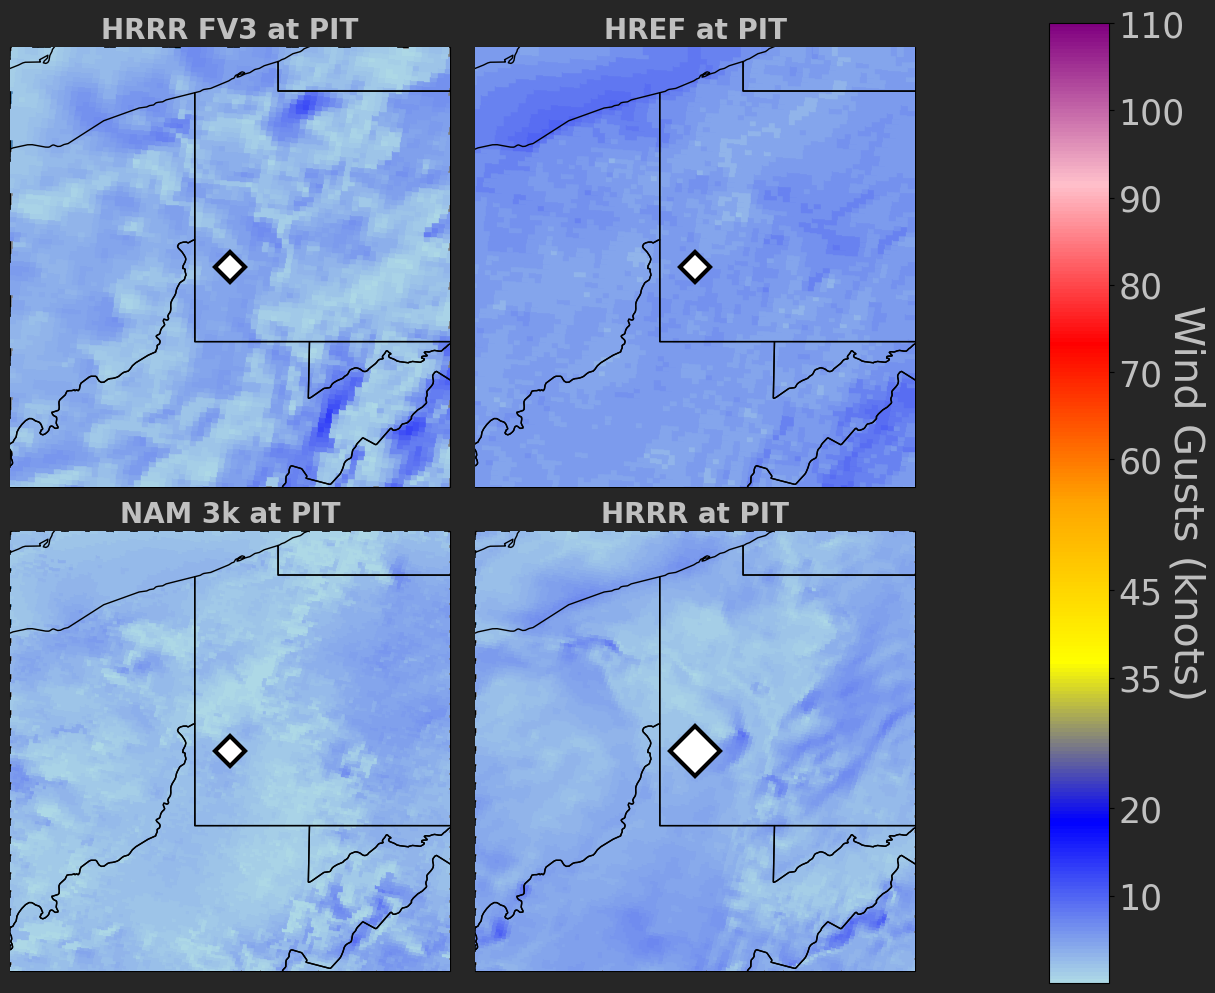 HRRR FV3 at PIT
HREF at PIT
NAM 3k at PIT
HRRR at PIT
110
100
90
80
70
60
45
35
20
10
Wind Gusts (knots)